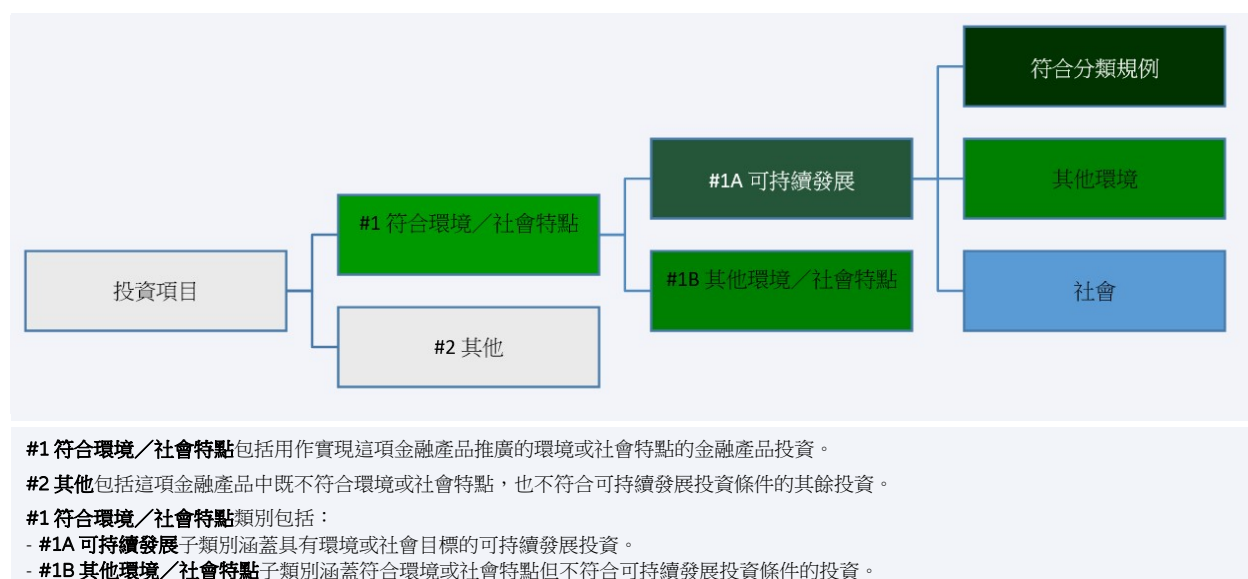 符合分類規例
#1A 可持續發展
其他環境
#1 符合環境／社會特點
#1B 其他環境／社會特點
投資項目
社會
#2 其他
#1 符合環境／社會特點包括用作實現這項金融產品推廣的環境或社會特點的金融產品投資。
#2 其他包括這項金融產品中既不符合環境或社會特點，也不符合可持續發展投資條件的其餘投資。
#1 符合環境／社會特點類別包括：
- #1A 可持續發展子類別涵蓋具有環境或社會目標的可持續發展投資。
- #1B 其他環境／社會特點子類別涵蓋符合環境或社會特點但不符合可持續發展投資條件的投資。